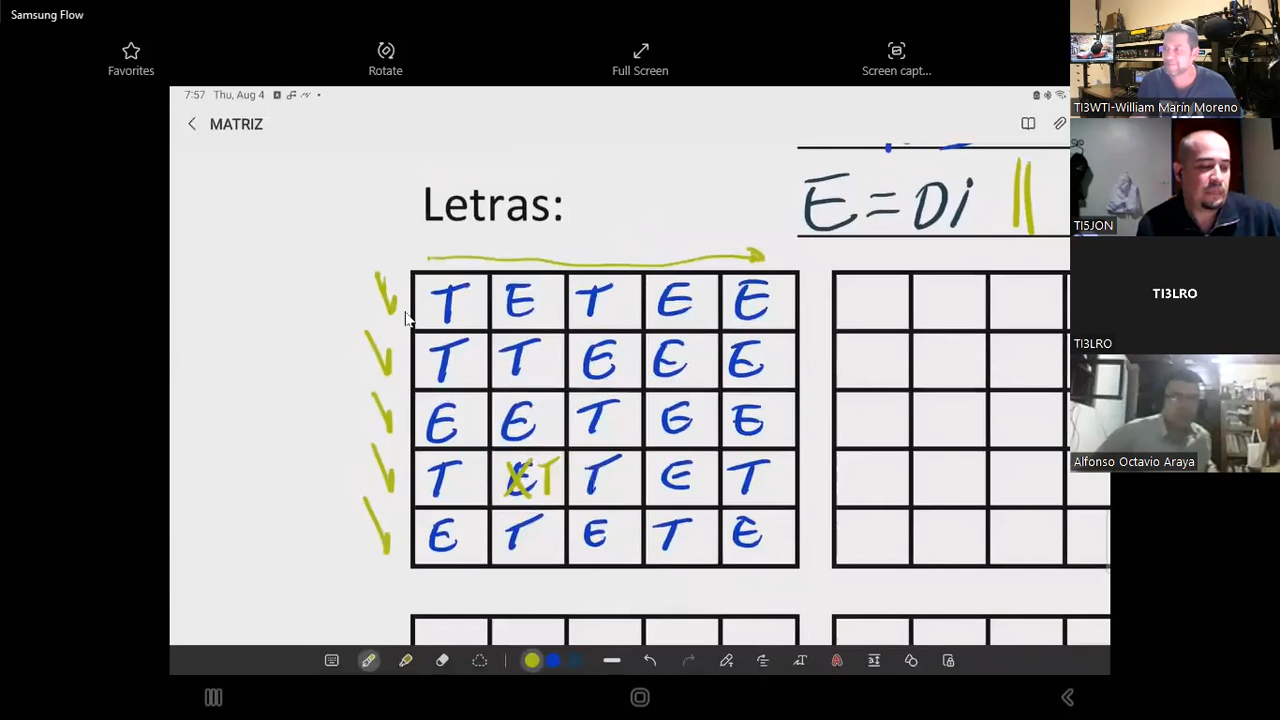 Samsung Flow
Favorites
Rotate
Full Screen
Screen capt...
7:57 Thu, Aug 4
MATRIZ
Letras:
E = Di ||
T E T E E
T T E E E
E E T E E
T E T T E T
E T E T E
TI3WTI-William Marin Moreno
TI5JON
TI3LRO
TI3LRO
Alfonso Octavio Araya